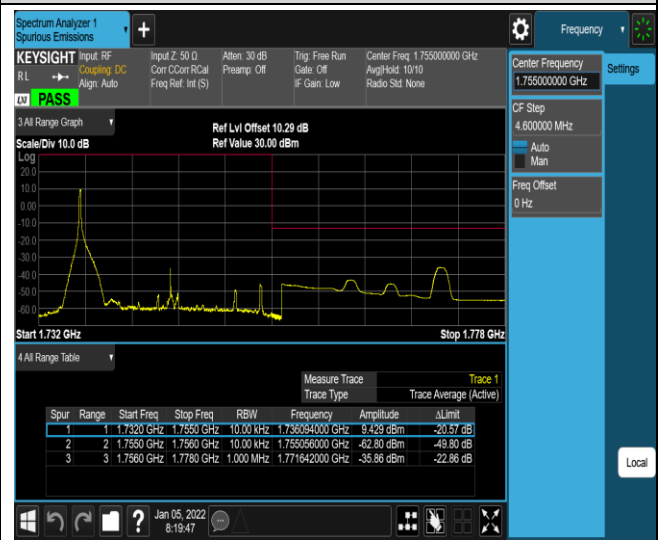 Spectrum Analyzer 1
Spurious Emissions
Frequency
KEYSIGHT
RL
PASS
Input: RF
Coupling: DC
Align: Auto
Input Z: 50 Ω
Corr CCorr RCal
Freq Ref: Int (S)
Atten: 30 dB
Preamp: Off
Trig: Free Run
Gate: Off
IF Gain: Low
Center Freq: 1.755000000 GHz
Avg|Hold: 10/10
Radio Std: None
Center Frequency
1.755000000 GHz
Settings
CF Step
4.600000 MHz
Auto
Man
Freq Offset
0 Hz
3 All Range Graph
Scale/Div 10.0 dB
Ref Lvl Offset 10.29 dB
Ref Value 30.00 dBm
Log
20.0
10.0
0.00
-10.0
-20.0
-30.0
-40.0
-50.0
-60.0
Start 1.732 GHz
Stop 1.778 GHz
4 All Range Table
Measure Trace Trace 1
Trace Type Trace Average (Active)
Spur Range Start Freq Stop Freq RBW Frequency Amplitude ΔLimit
1 1 1.7320 GHz 1.7550 GHz 10.00 kHz 1.736094000 GHz 9.429 dBm -20.57 dB
2 2 1.7550 GHz 1.7560 GHz 10.00 kHz 1.755056000 GHz -62.80 dBm -49.80 dB
3 3 1.7560 GHz 1.7780 GHz 1.000 MHz 1.771642000 GHz -35.86 dBm -22.86 dB
Local
Jan 05, 2022
8:19:47